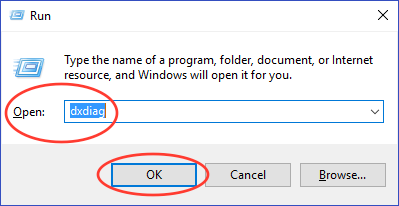 Run
Type the name of a program, folder, document, or Internet
resource, and Windows will open it for you.
Open: dxdiag
OK Cancel Browse...